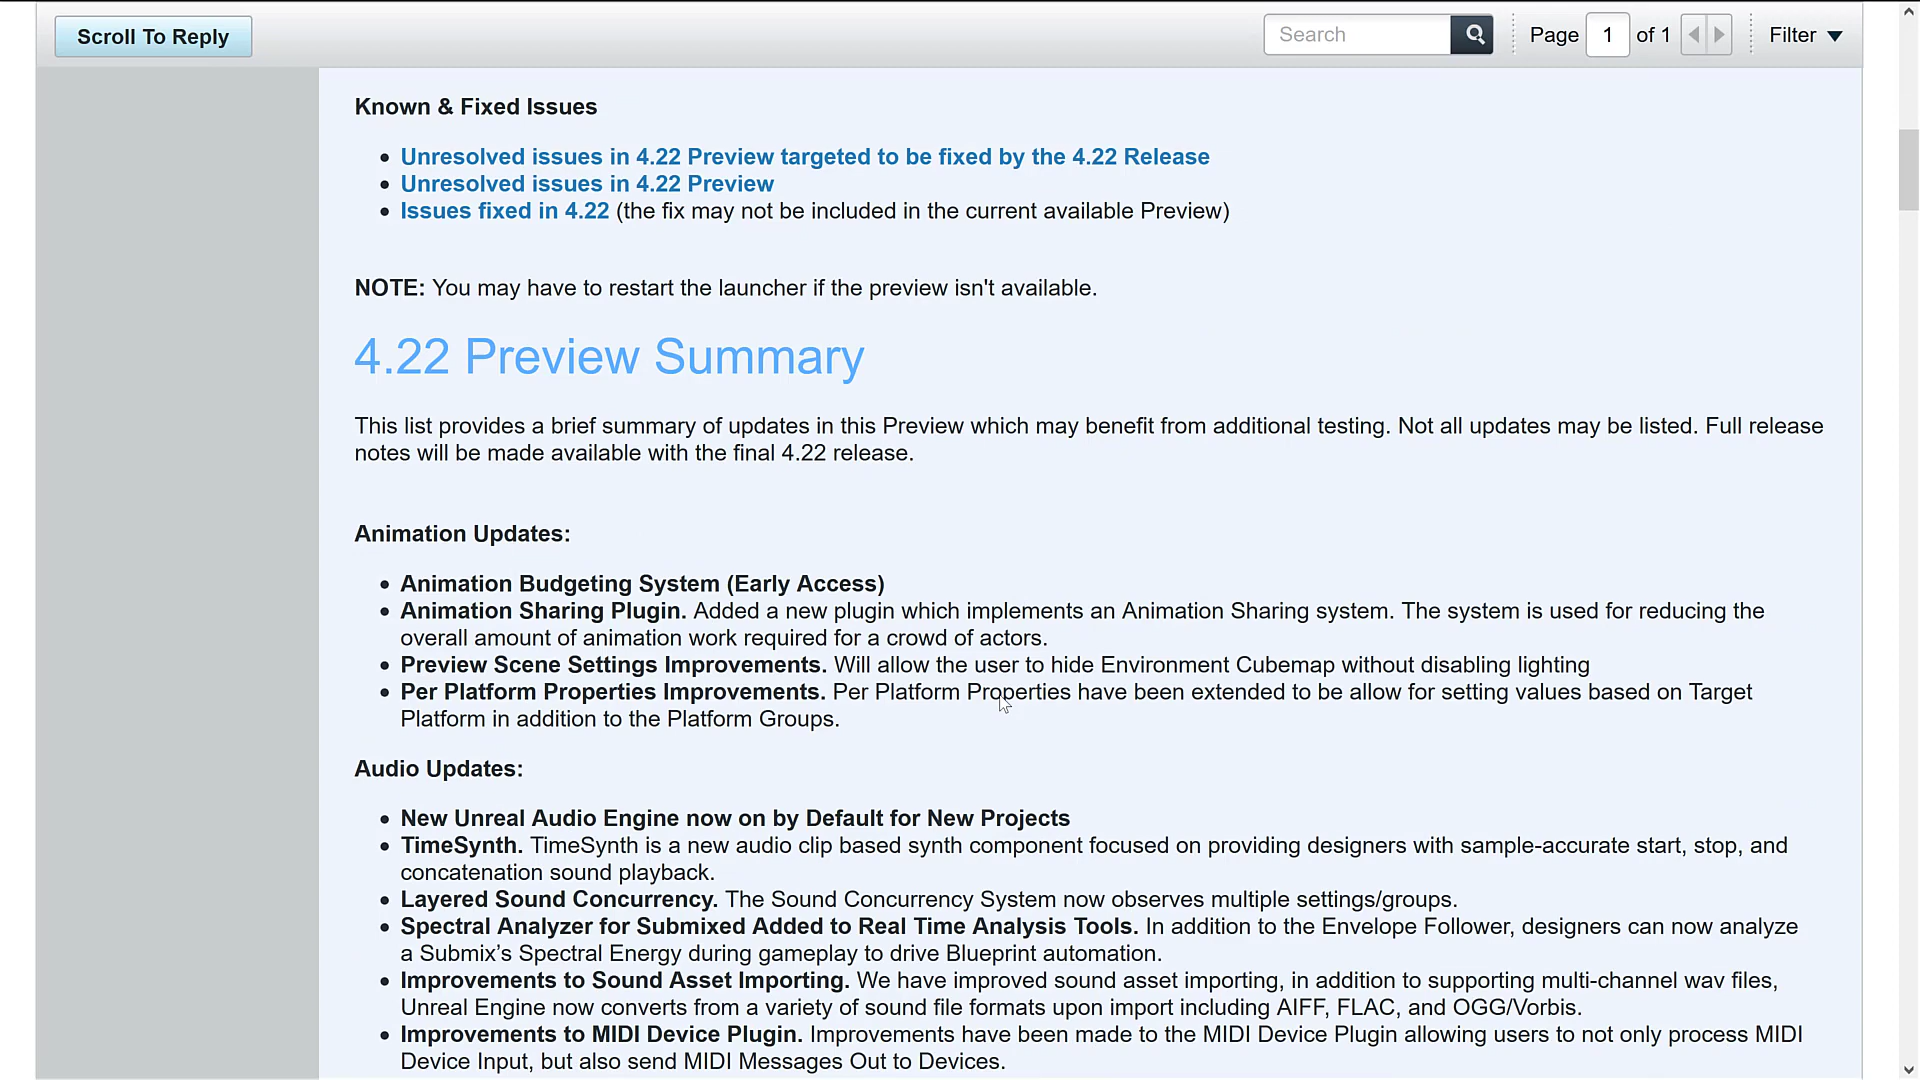 Scroll To Reply
Search
Page 1 of 1
Filter
Known & Fixed Issues
Unresolved issues in 4.22 Preview targeted to be fixed by the 4.22 Release
Unresolved issues in 4.22 Preview
Issues fixed in 4.22 (the fix may not be included in the current available Preview)
NOTE: You may have to restart the launcher if the preview isn't available.
4.22 Preview Summary
This list provides a brief summary of updates in this Preview which may benefit from additional testing. Not all updates may be listed. Full release
notes will be made available with the final 4.22 release.
Animation Updates:
Animation Budgeting System (Early Access)
Animation Sharing Plugin. Added a new plugin which implements an Animation Sharing system. The system is used for reducing the
overall amount of animation work required for a crowd of actors.
Preview Scene Settings Improvements. Will allow the user to hide Environment Cubemap without disabling lighting
Per Platform Properties Improvements. Per Platform Properties have been extended to be allow for setting values based on Target
Platform in addition to the Platform Groups.
Audio Updates:
New Unreal Audio Engine now on by Default for New Projects
TimeSynth. TimeSynth is a new audio clip based synth component focused on providing designers with sample-accurate start, stop, and
concatenation sound playback.
Layered Sound Concurrency. The Sound Concurrency System now observes multiple settings/groups.
Spectral Analyzer for Submixed Added to Real Time Analysis Tools. In addition to the Envelope Follower, designers can now analyze
a Submix’s Spectral Energy during gameplay to drive Blueprint automation.
Improvements to Sound Asset Importing. We have improved sound asset importing, in addition to supporting multi-channel wav files,
Unreal Engine now converts from a variety of sound file formats upon import including AIFF, FLAC, and OGG/Vorbis.
Improvements to MIDI Device Plugin. Improvements have been made to the MIDI Device Plugin allowing users to not only process MIDI
Device Input, but also send MIDI Messages Out to Devices.